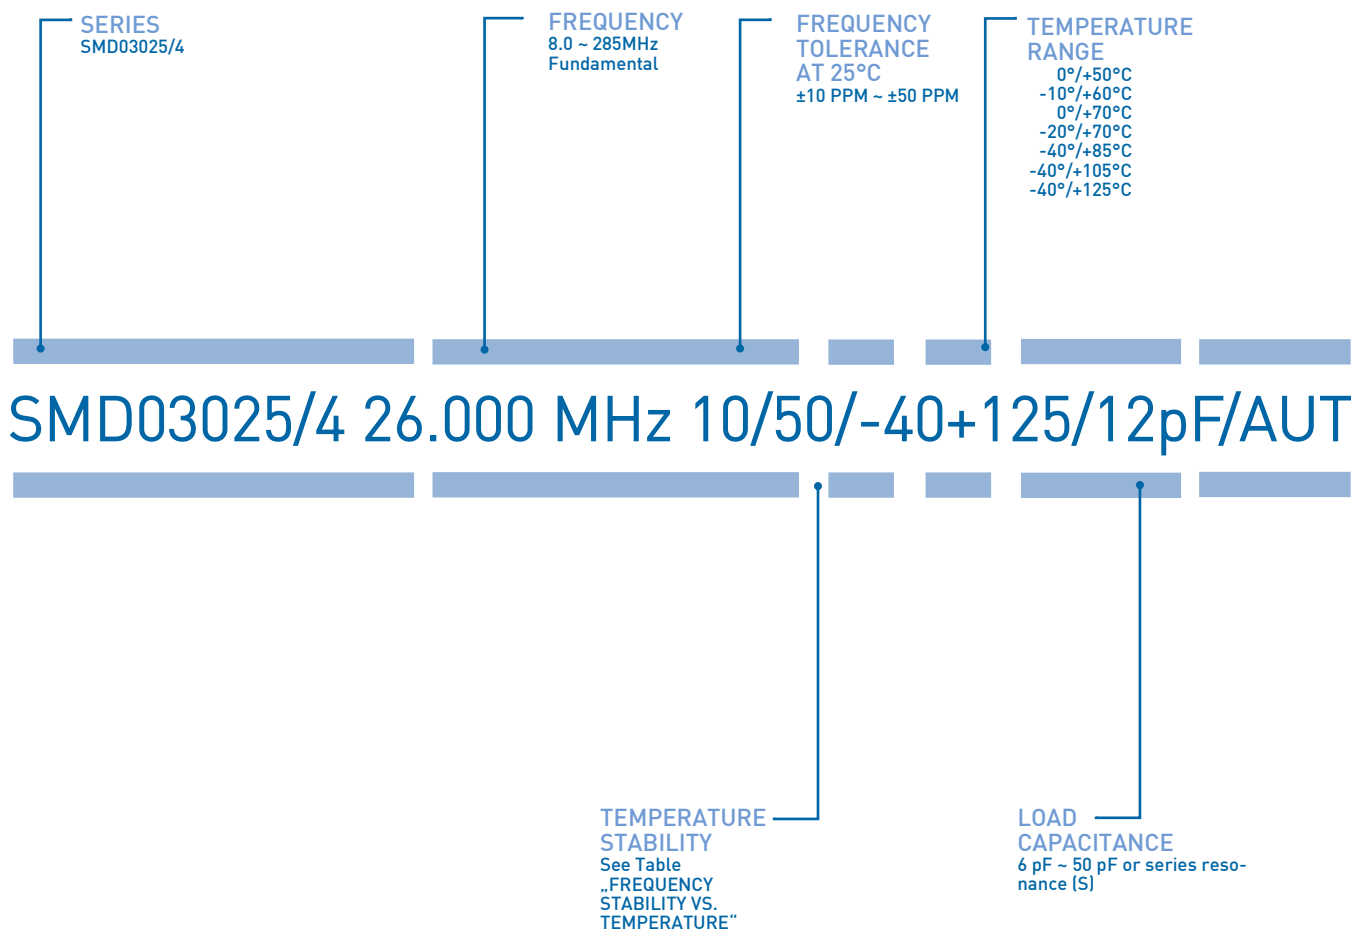 SERIES
SMD03025/4
FREQUENCY
8.0 ~ 285MHz
Fundamental
FREQUENCY
TOLERANCE
AT 25°C
±10 PPM ~ ±50 PPM
TEMPERATURE
RANGE
0°/+50°C
-10°/+60°C
0°/+70°C
-20°/+70°C
-40°/+85°C
-40°/+105°C
-40°/+125°C
SMD03025/4 26.000 MHz 10/50/-40+125/12pF/AUT
TEMPERATURE
STABILITY
See Table
„FREQUENCY
STABILITY VS.
TEMPERATURE“
LOAD
CAPACITANCE
6 pF ~ 50 pF or series reso-
nance (S)